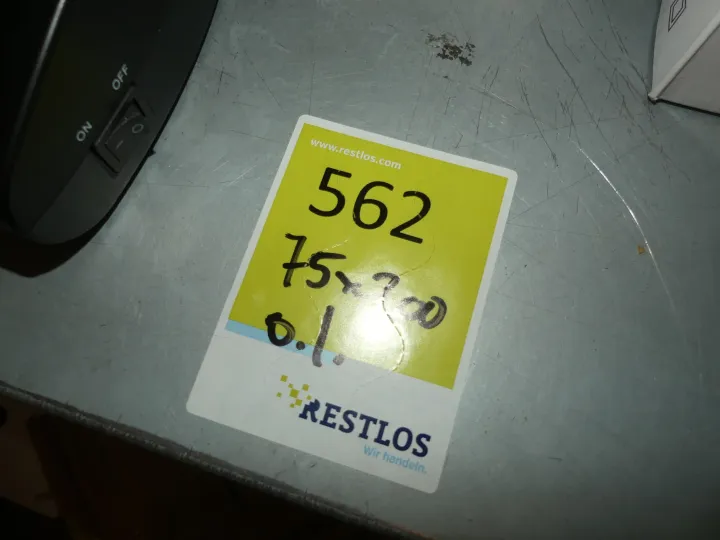 OFF
ON
www.restlos.com
562
75x200
0.1.
RESTLOS
Wir handeln.